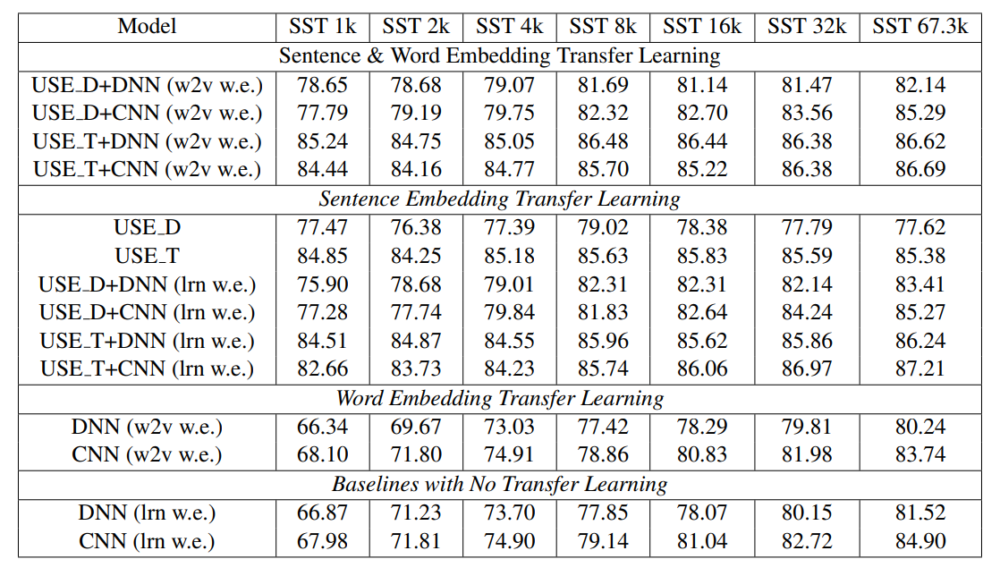 Model SST 1k SST 2k SST 4k SST 8k SST 16k SST 32k SST 67.3k
Sentence & Word Embedding Transfer Learning
USE_D+DNN (w2v w.e.) 78.65 78.68 79.07 81.69 81.14 81.47 82.14
USE_D+CNN (w2v w.e.) 77.79 79.19 79.75 82.32 82.70 83.56 85.29
USE_T+DNN (w2v w.e.) 85.24 84.75 85.05 86.48 86.44 86.38 86.62
USE_T+CNN (w2v w.e.) 84.44 84.16 84.77 85.70 85.22 86.38 86.69
Sentence Embedding Transfer Learning
USE_D 77.47 76.38 77.39 79.02 78.38 77.79 77.62
USE_T 84.85 84.25 85.18 85.63 85.83 85.59 85.38
USE_D+DNN (lrn w.e.) 75.90 78.68 79.01 82.31 82.31 82.14 83.41
USE_D+CNN (lrn w.e.) 77.28 77.74 79.84 81.83 82.64 84.24 85.27
USE_T+DNN (lrn w.e.) 84.51 84.87 84.55 85.96 85.62 85.86 86.24
USE_T+CNN (lrn w.e.) 82.66 83.73 84.23 85.74 86.06 86.97 87.21
Word Embedding Transfer Learning
DNN (w2v w.e.) 66.34 69.67 73.03 77.42 78.29 79.81 80.24
CNN (w2v w.e.) 68.10 71.80 74.91 78.86 80.83 81.98 83.74
Baselines with No Transfer Learning
DNN (lrn w.e.) 66.87 71.23 73.70 77.85 78.07 80.15 81.52
CNN (lrn w.e.) 67.98 71.81 74.90 79.14 81.04 82.72 84.90